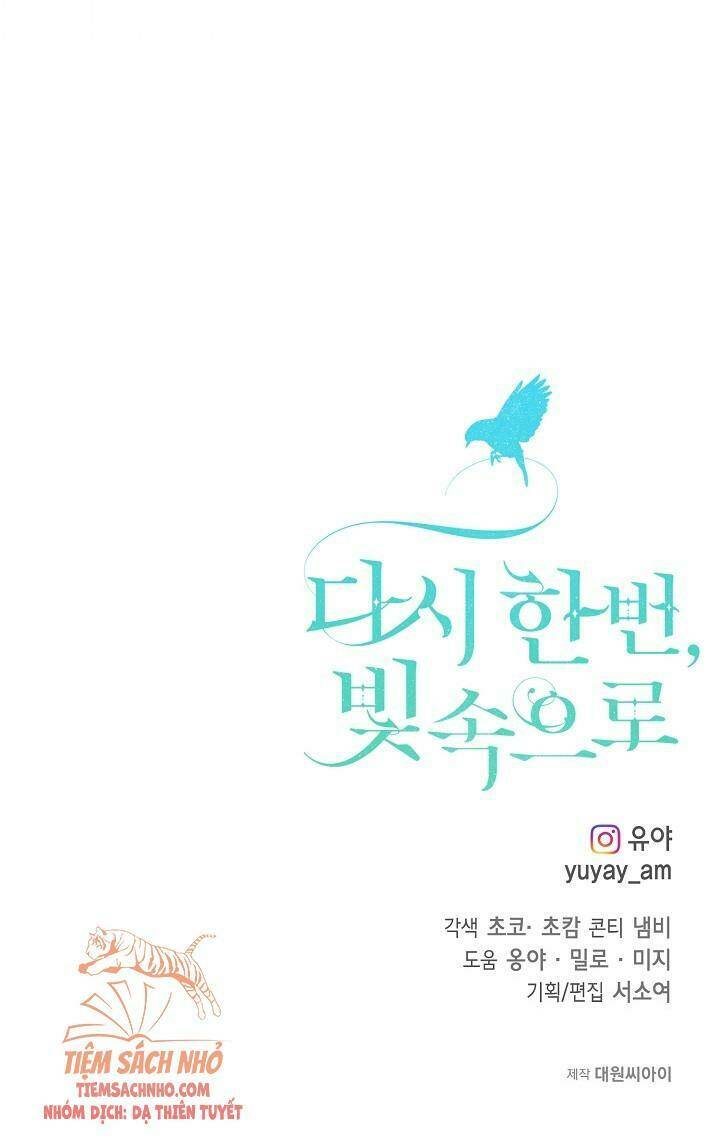 다시 한번,
빛 속으로
유야
yuyay_am
각색 초코· 초캄 콘티 냄비
도움 옹야 · 밀로 · 미지
기획/편집 서소여
제작 대원씨아이
TIỆM SÁCH NHỎ
TIEMSACHNHO.COM
NHÓM DỊCH: DẠ THIÊN TUYẾT